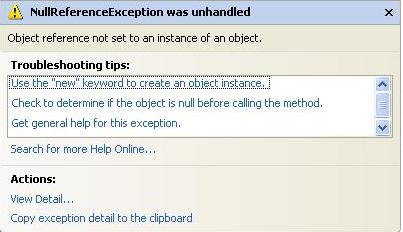 NullReferenceException was unhandled
Object reference not set to an instance of an object.
Troubleshooting tips:
Use the "new" keyword to create an object instance.
Check to determine if the object is null before calling the method.
Get general help for this exception.
Search for more Help Online...
Actions:
View Detail...
Copy exception detail to the clipboard